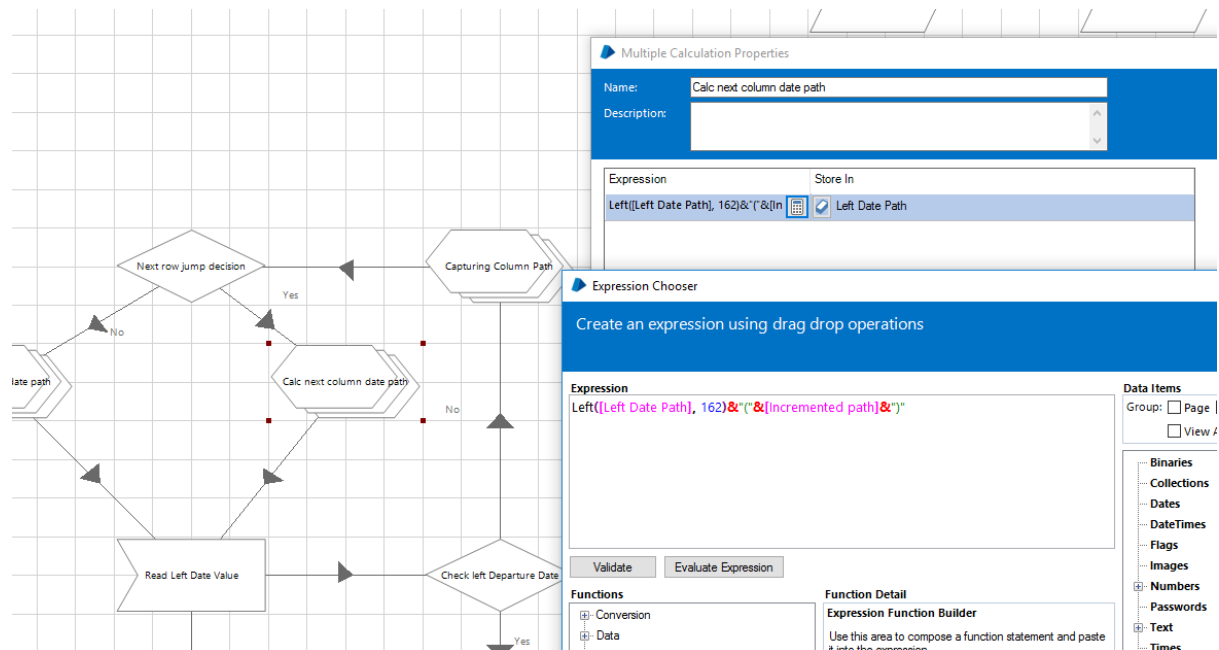 Multiple Calculation Properties
Name:
Calc next column date path
Description:
Expression
Store In
Left([Left Date Path], 162)&"("&[In
Left Date Path
Next row jump decision
Capturing Column Path
Yes
No
Expression Chooser
Create an expression using drag drop operations
late path
Calc next column date path
No
Expression
Left([Left Date Path], 162)&"("&[Incremented path]&")"
Data Items
Group:
Page
View A
Binaries
Collections
Dates
DateTimes
Flags
Images
Numbers
Passwords
Text
Times
Read Left Date Value
Check left Departure Date
Yes
Validate
Evaluate Expression
Functions
Conversion
Data
Function Detail
Expression Function Builder
Use this area to compose a function statement and paste
it into the expression